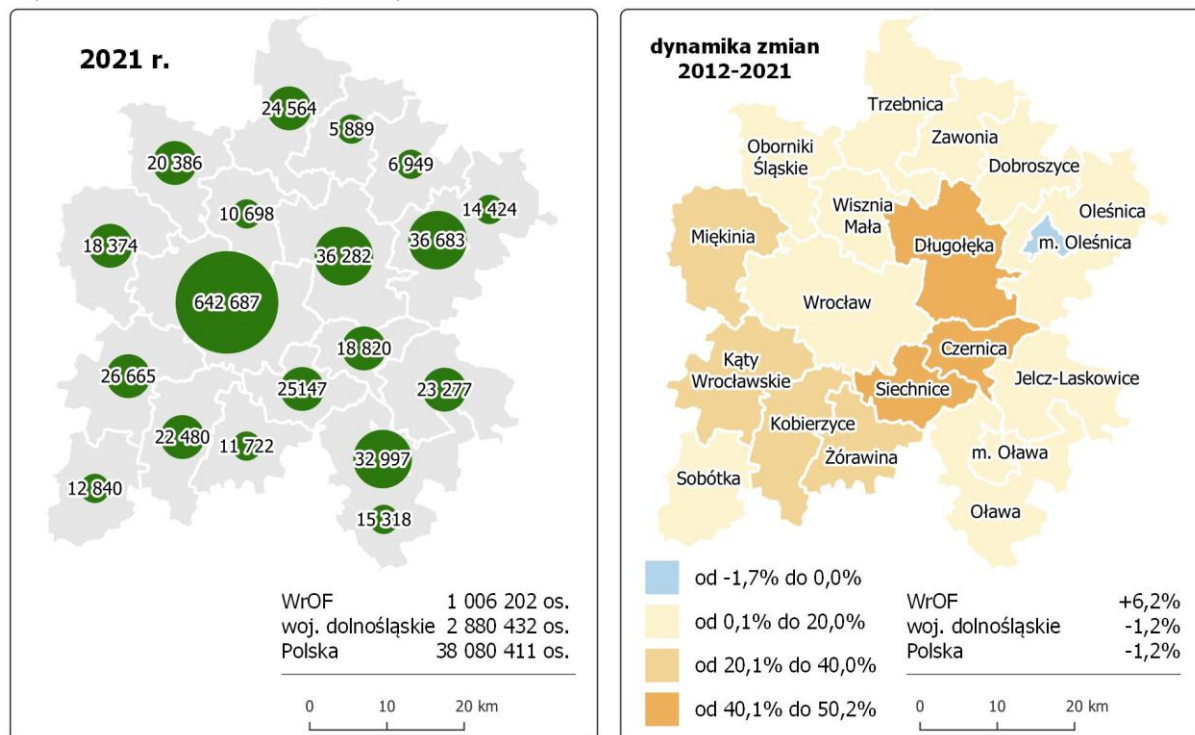 2021 r.
24 564
5 889
20 386
6 949
14 424
10 698
36 683
18 374
36 282
642 687
18 820
26 665
25147
23 277
22 480
11 722
32 997
12 840
15 318
WrOF 1 006 202 os.
woj. dolnośląskie 2 880 432 os.
Polska 38 080 411 os.
0 10 20 km
dynamika zmian
2012-2021
Trzebnica
Zawonia
Oborniki
Śląskie
Dobroszyce
Wisznia
Mała
Oleśnica
m. Oleśnica
Miękinia
Długołęka
Wrocław
Czernica
Kąty
Wrocławskie
Siechnice
Jelcz-Laskowice
Kobierzyce
Żórawina
m. Oława
Sobótka
Oława
od -1,7% do 0,0%
od 0,1% do 20,0%
od 20,1% do 40,0%
od 40,1% do 50,2%
WrOF +6,2%
woj. dolnośląskie -1,2%
Polska -1,2%
0 10 20 km